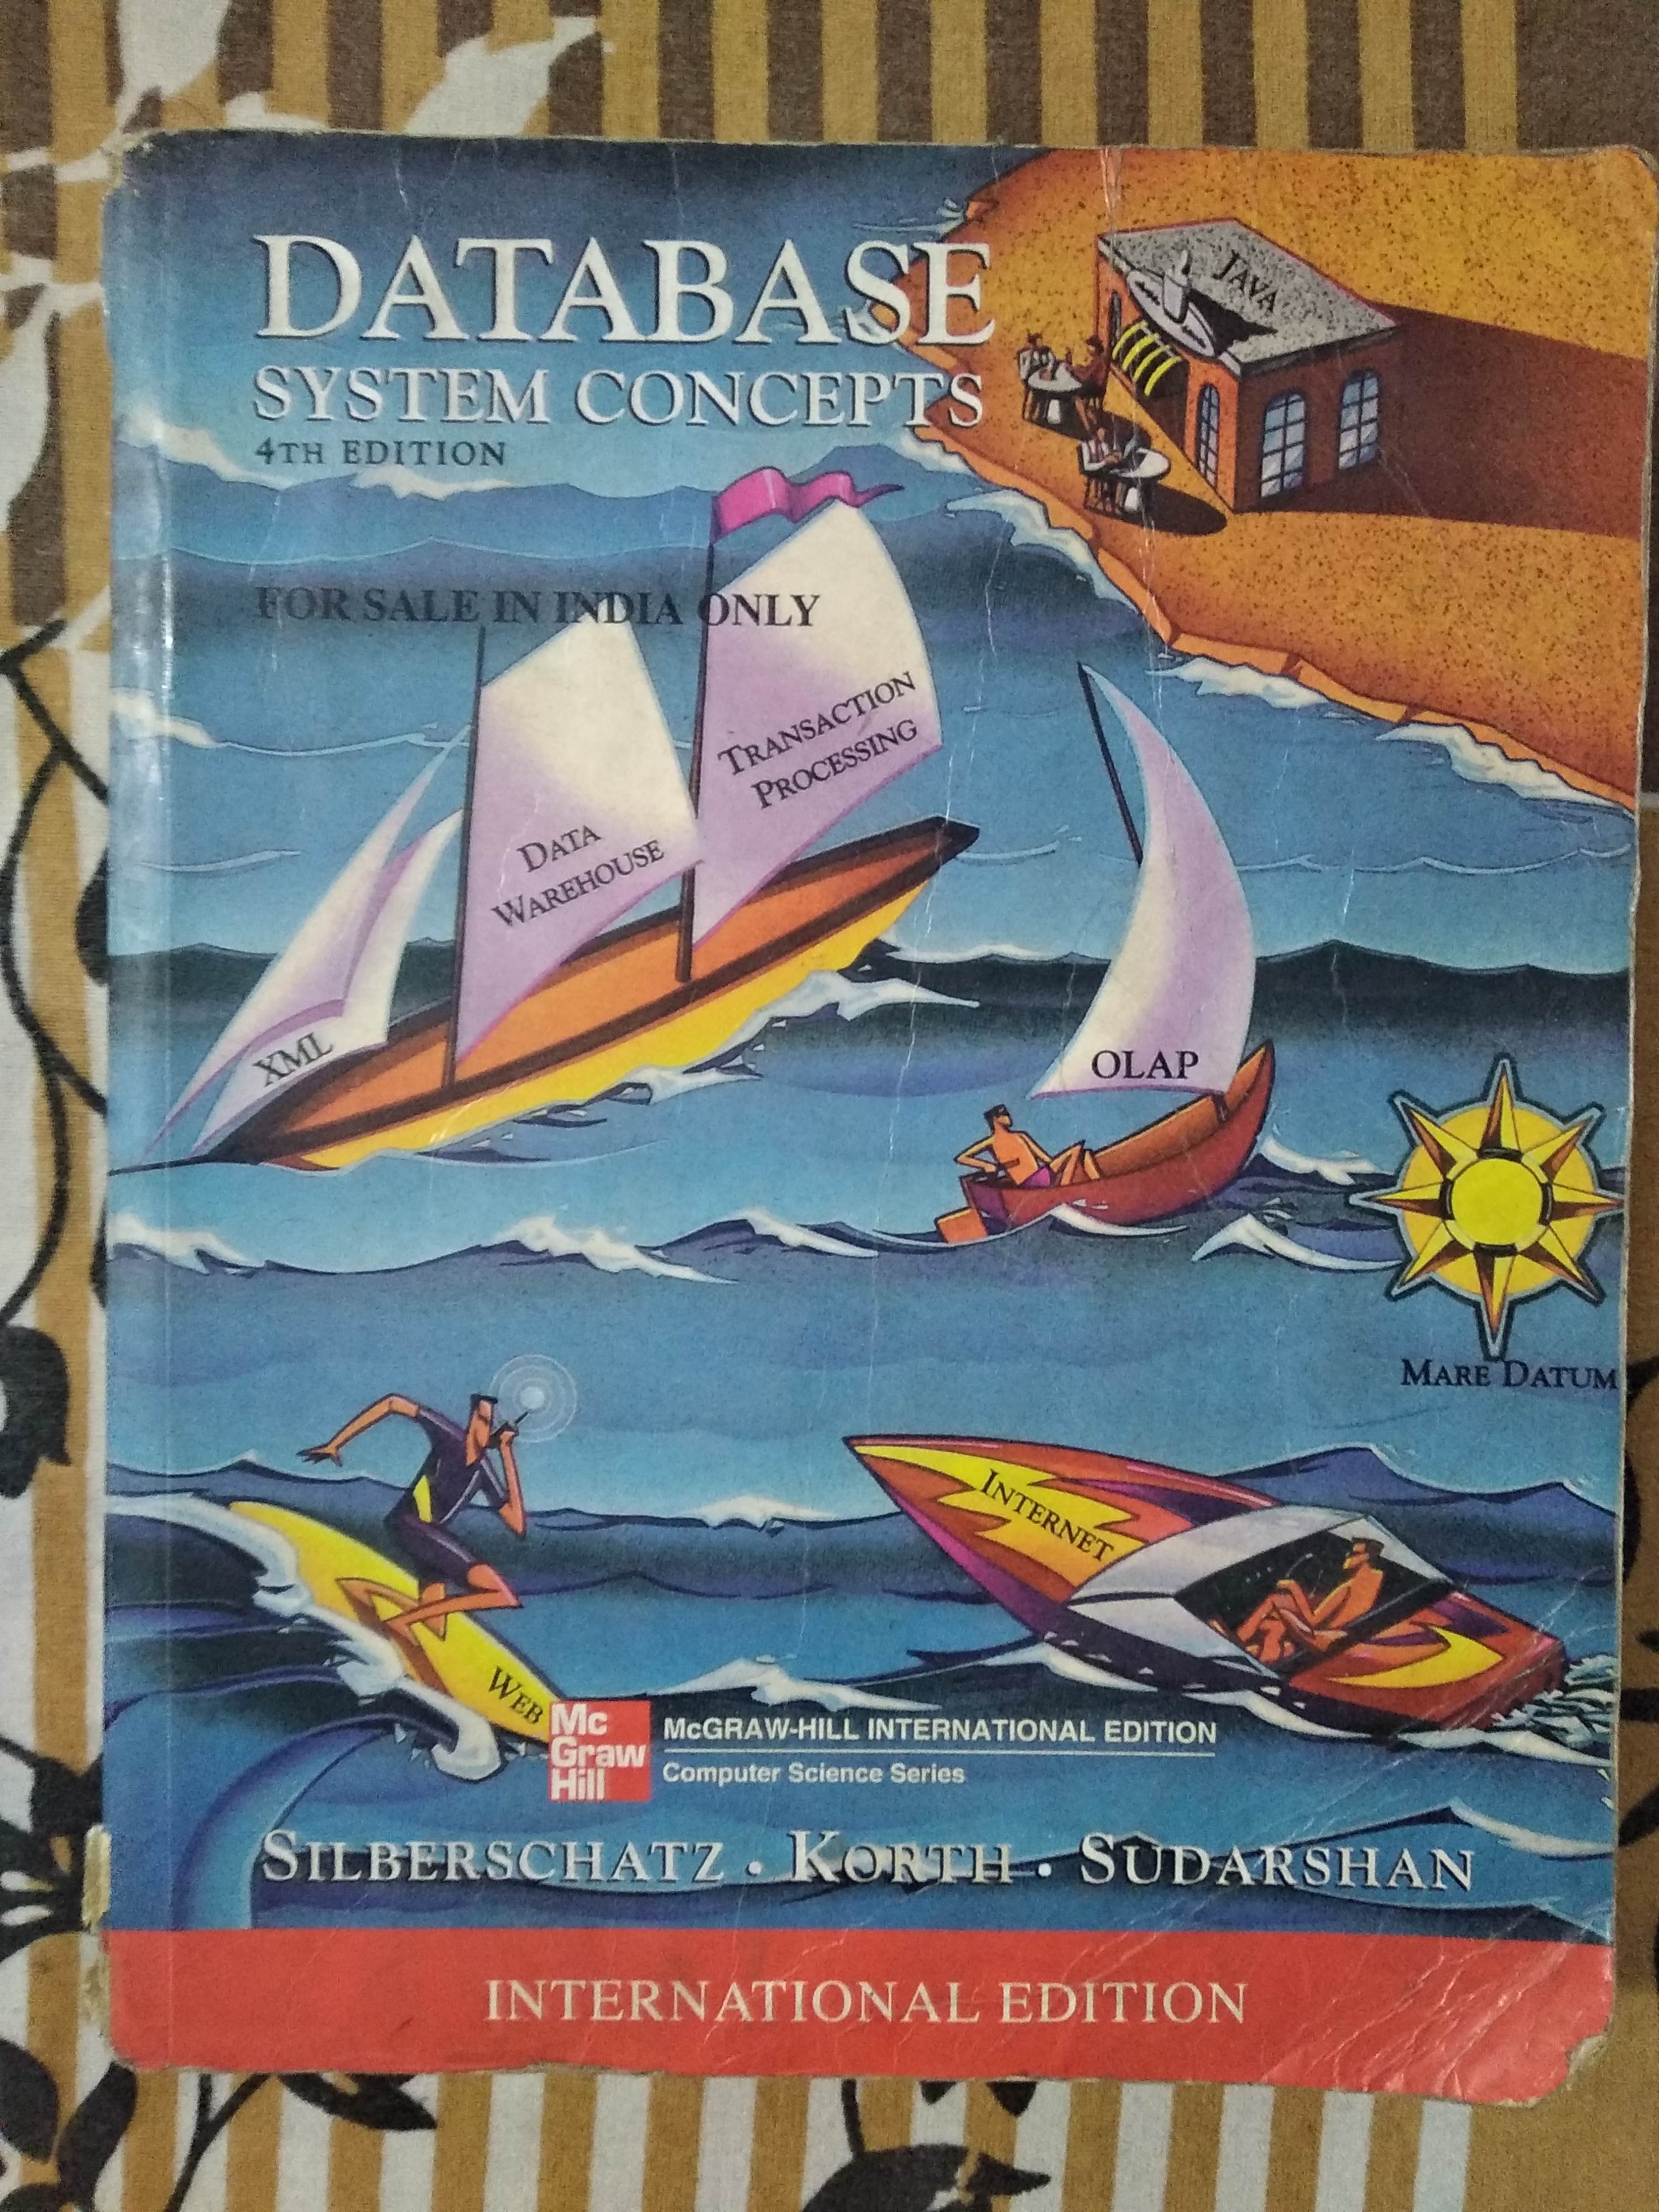 DATABASE
SYSTEM CONCEPTS
4TH EDITION
JAVA
FOR SALE IN INDIA ONLY
TRANSACTION
PROCESSING
DATA
WAREHOUSE
XML
OLAP
MARE DATUM
INTERNET
WEB
Mc
Graw
Hill
McGRAW-HILL INTERNATIONAL EDITION
Computer Science Series
SILBERSCHATZ • KORTH • SUDARSHAN
INTERNATIONAL EDITION